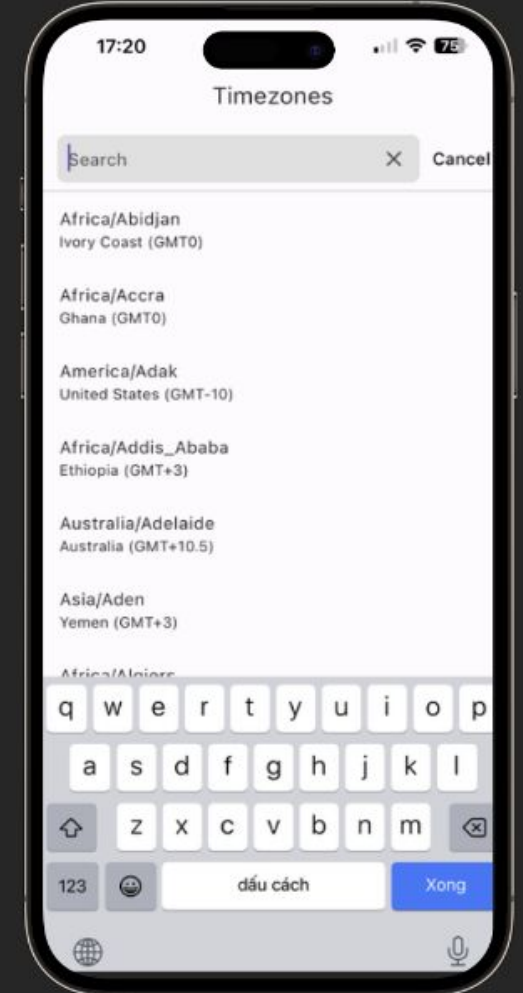 17:20
75
Timezones
Search
Cancel
Africa/Abidjan
Ivory Coast (GMT0)
Africa/Accra
Ghana (GMT0)
America/Adak
United States (GMT-10)
Africa/Addis_Ababa
Ethiopia (GMT+3)
Australia/Adelaide
Australia (GMT+10.5)
Asia/Aden
Yemen (GMT+3)
Africa/Algiers
q w e r t y u i o p
a s d f g h j k l
z x c v b n m
123 dấu cách Xong